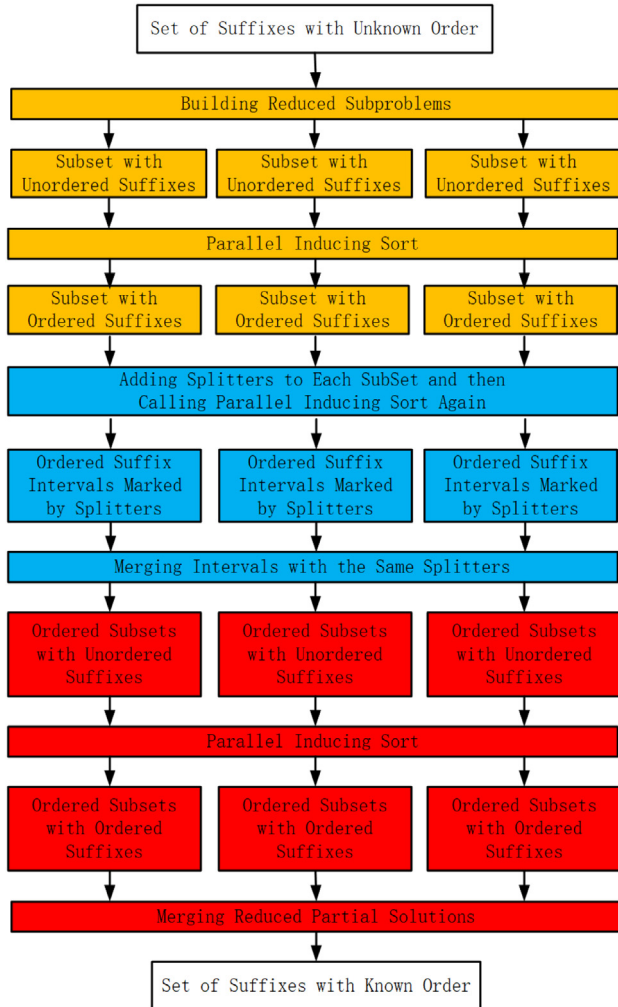 Set of Suffixes with Unknown Order
Building Reduced Subproblems
Subset with
Unordered Suffixes
Subset with
Unordered Suffixes
Subset with
Unordered Suffixes
Parallel Inducing Sort
Subset with
Ordered Suffixes
Subset with
Ordered Suffixes
Subset with
Ordered Suffixes
Adding Splitters to Each SubSet and then
Calling Parallel Inducing Sort Again
Ordered Suffix
Intervals Marked
by Splitters
Ordered Suffix
Intervals Marked
by Splitters
Ordered Suffix
Intervals Marked
by Splitters
Merging Intervals with the Same Splitters
Ordered Subsets
with Unordered
Suffixes
Ordered Subsets
with Unordered
Suffixes
Ordered Subsets
with Unordered
Suffixes
Parallel Inducing Sort
Ordered Subsets
with Ordered
Suffixes
Ordered Subsets
with Ordered
Suffixes
Ordered Subsets
with Ordered
Suffixes
Merging Reduced Partial Solutions
Set of Suffixes with Known Order